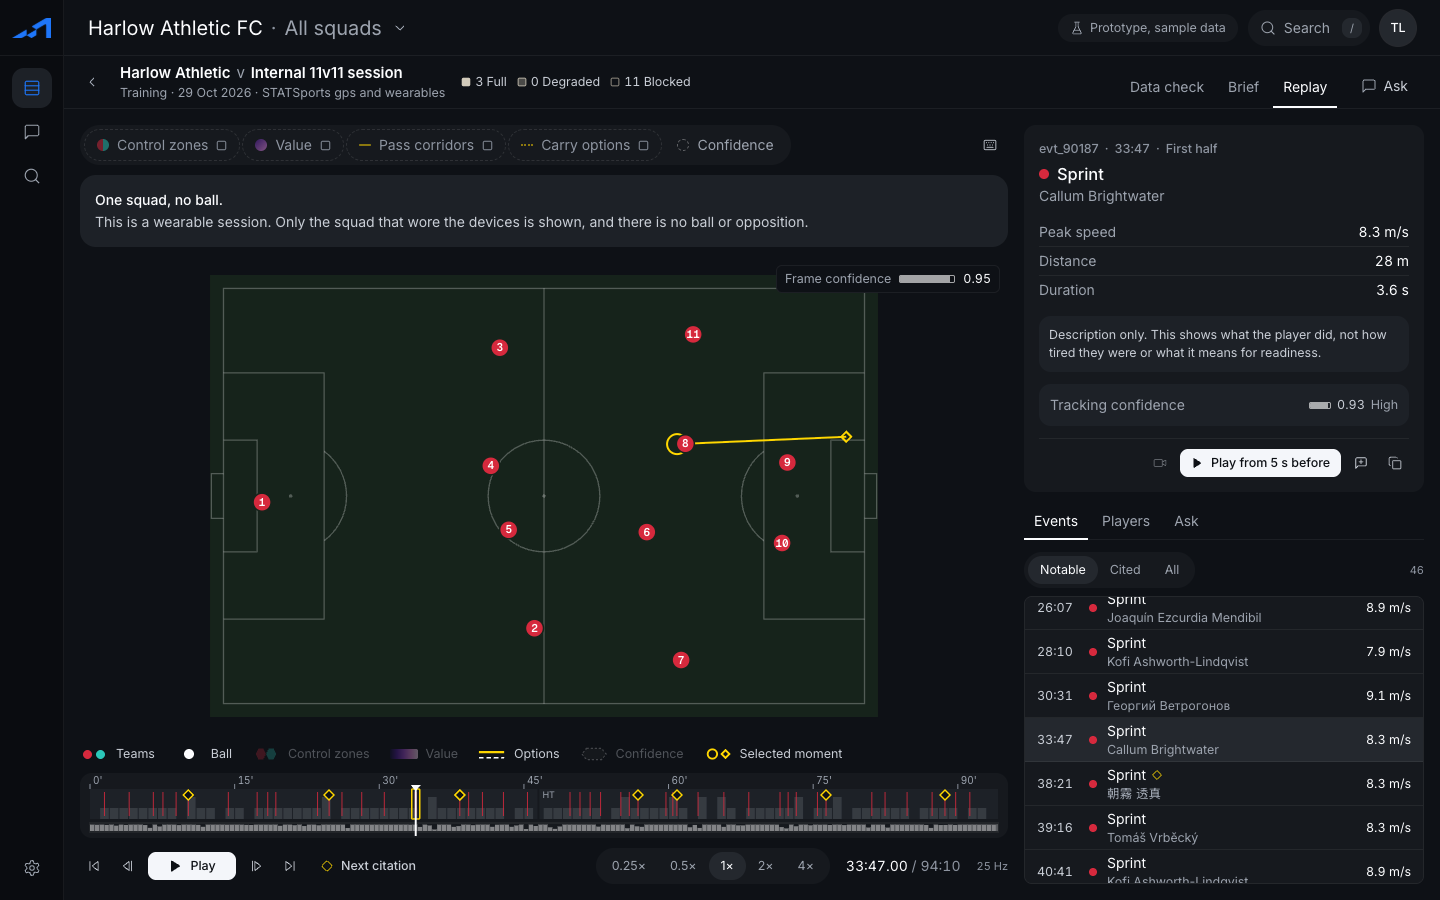 Harlow Athletic FC · All squads
Prototype, sample data
Search /
TL
Harlow Athletic v Internal 11v11 session
Training · 29 Oct 2026 · STATSports gps and wearables
3 Full 0 Degraded 11 Blocked
Data check Brief Replay Ask
Control zones Value Pass corridors Carry options Confidence
One squad, no ball.
This is a wearable session. Only the squad that wore the devices is shown, and there is no ball or opposition.
Frame confidence 0.95
11
3
8
4
9
1
5
6
10
2
7
Teams Ball Control zones Value Options Confidence Selected moment
0' 15' 30' 45' 60' 75' 90'
HT
Play
Next citation
0.25× 0.5× 1× 2× 4×
33:47.00 / 94:10 25 Hz
evt_90187 · 33:47 · First half
Sprint
Callum Brightwater
Peak speed 8.3 m/s
Distance 28 m
Duration 3.6 s
Description only. This shows what the player did, not how
tired they were or what it means for readiness.
Tracking confidence 0.93 High
Play from 5 s before
Events Players Ask
Notable Cited All 46
26:07 Sprint 8.9 m/s
Joaquín Ezcurdia Mendibil
28:10 Sprint 7.9 m/s
Kofi Ashworth-Lindqvist
30:31 Sprint 9.1 m/s
Георгий Ветрогонов
33:47 Sprint 8.3 m/s
Callum Brightwater
38:21 Sprint 8.3 m/s
朝霧 透真
39:16 Sprint 8.3 m/s
Tomáš Vrběcký
40:41 Sprint 8.9 m/s
Kofi Ashworth-Lindqvist